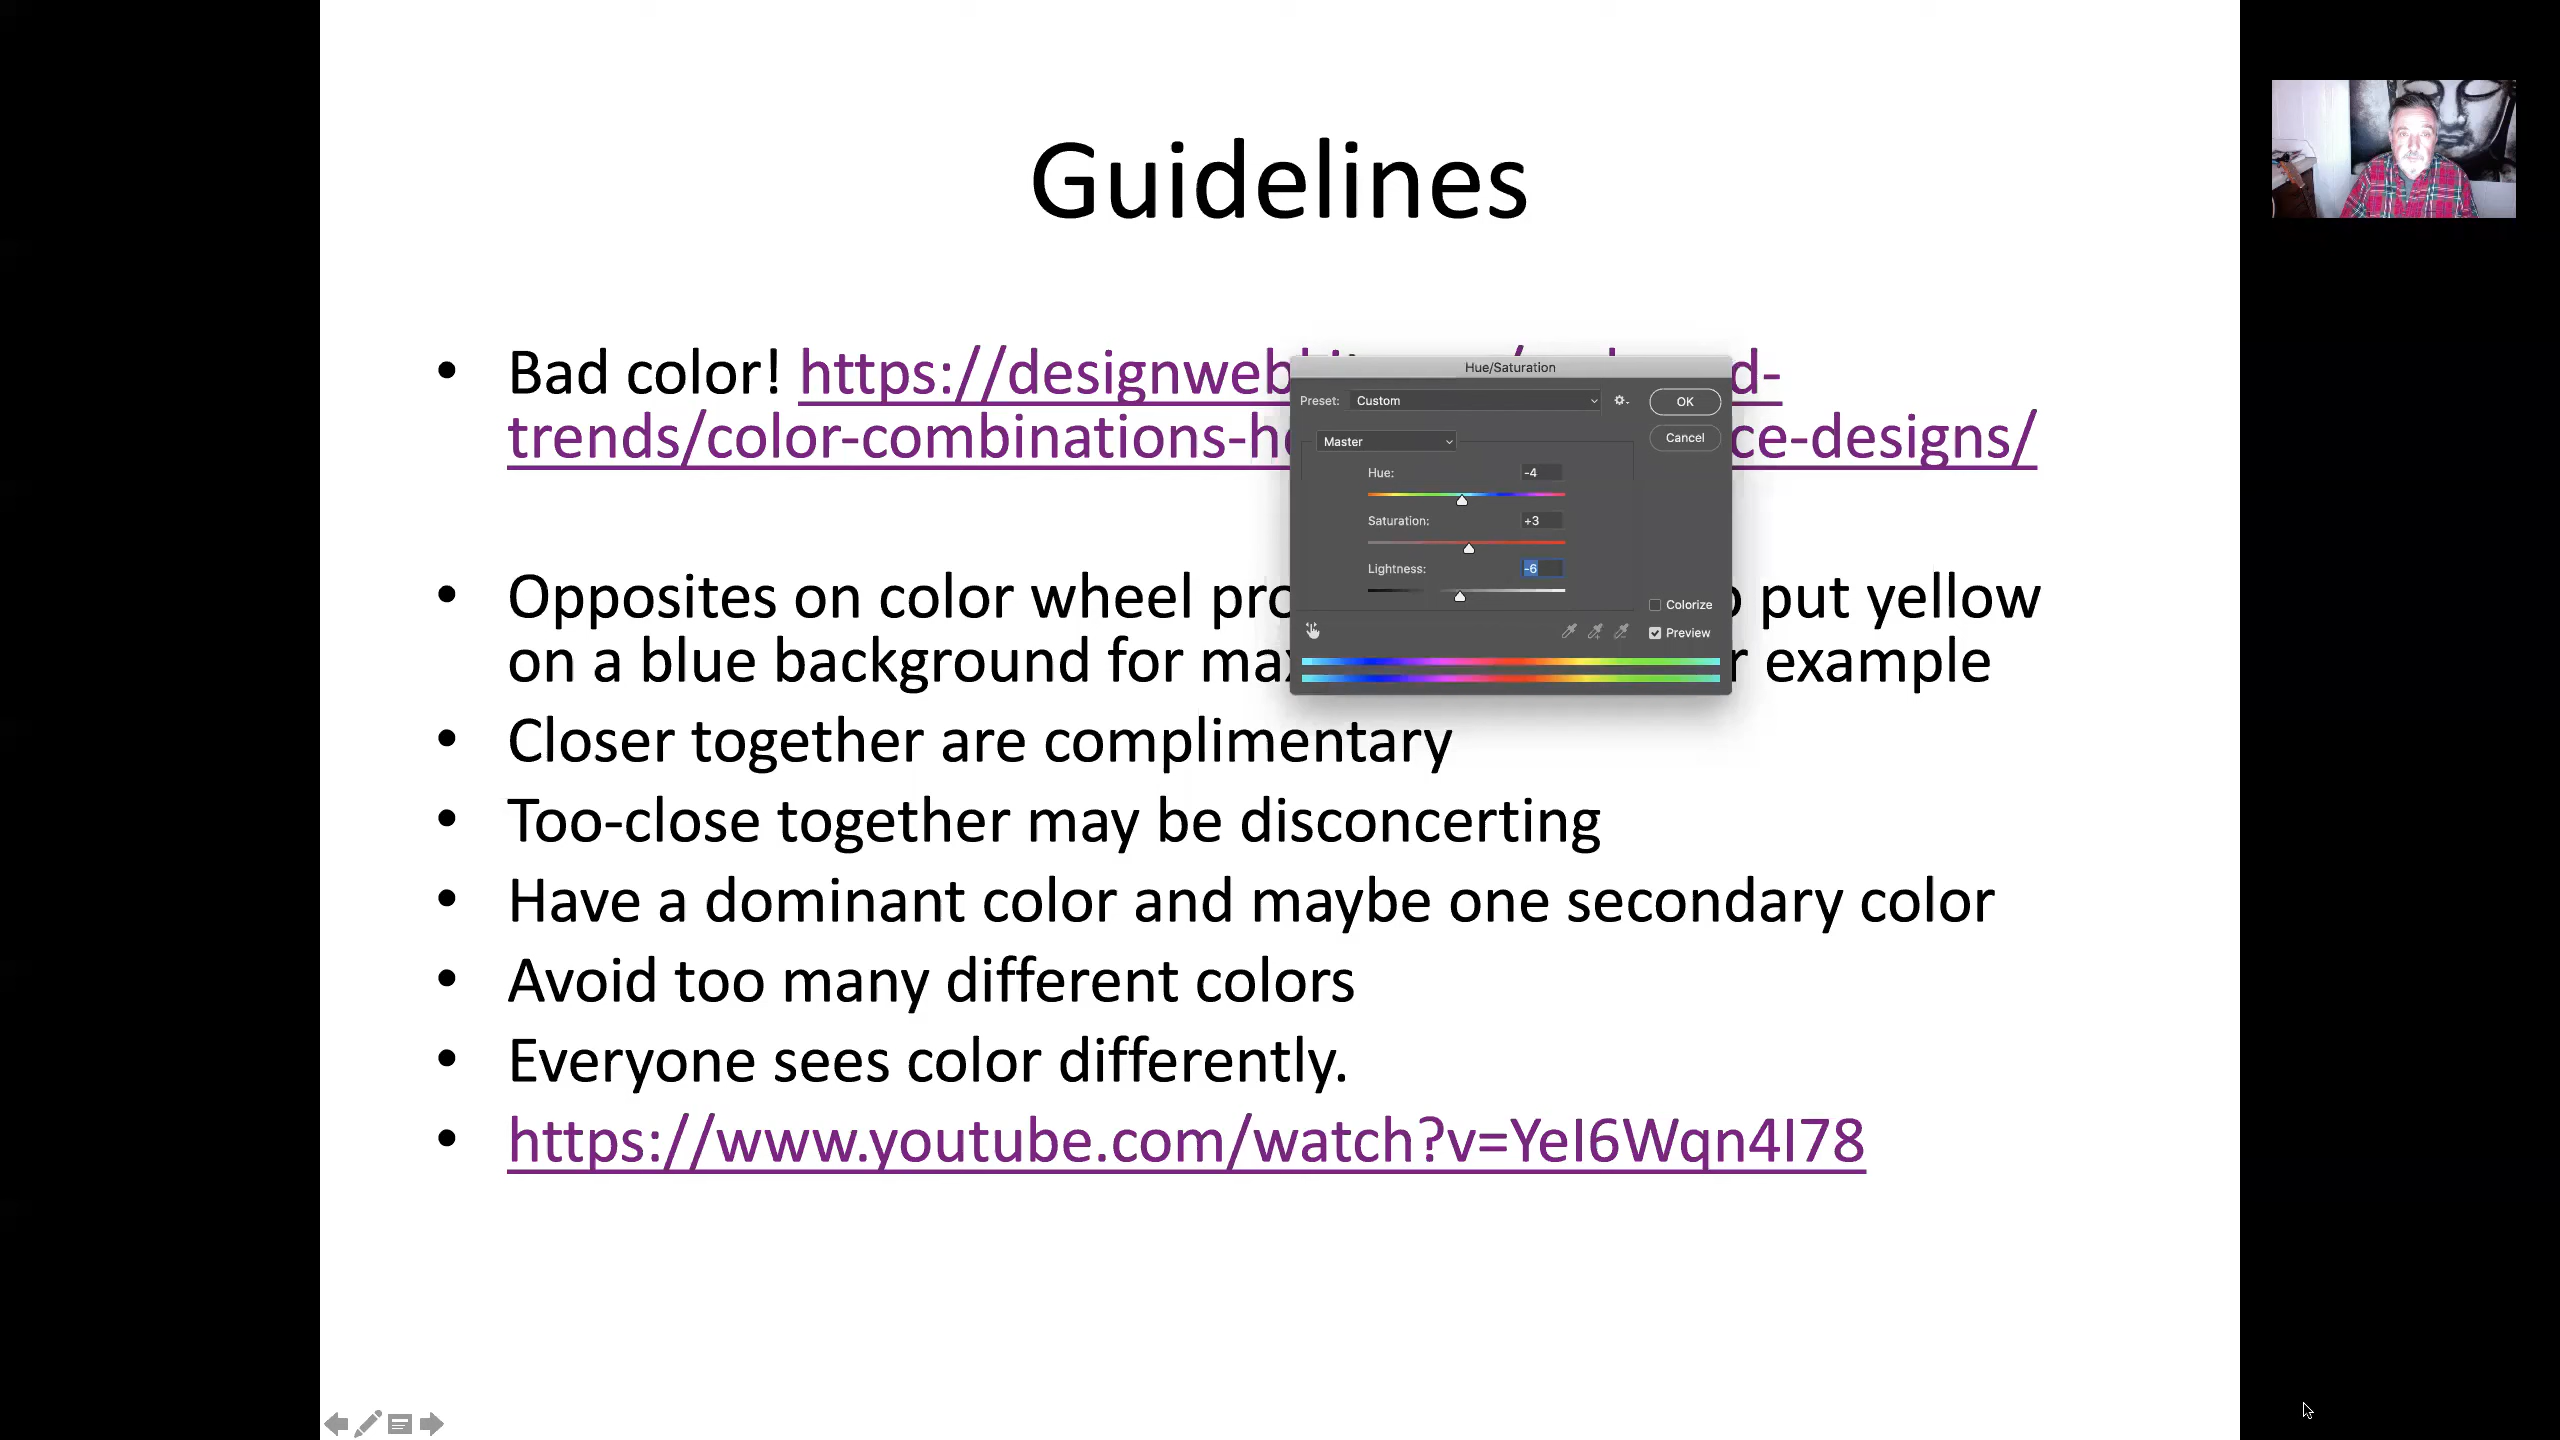 Guidelines
• Bad color! https://designweb d-
trends/color-combinations-h ce-designs/
• Opposites on color wheel put yellow
on a blue background for example
• Closer together are complimentary
• Too-close together may be disconcerting
• Have a dominant color and maybe one secondary color
• Avoid too many different colors
• Everyone sees color differently.
• https://www.youtube.com/watch?v=YeI6Wqn4I78
Hue/Saturation
Preset: Custom
OK
Master
Cancel
Hue: -4
Saturation: +3
Lightness: -6
Colorize
Preview